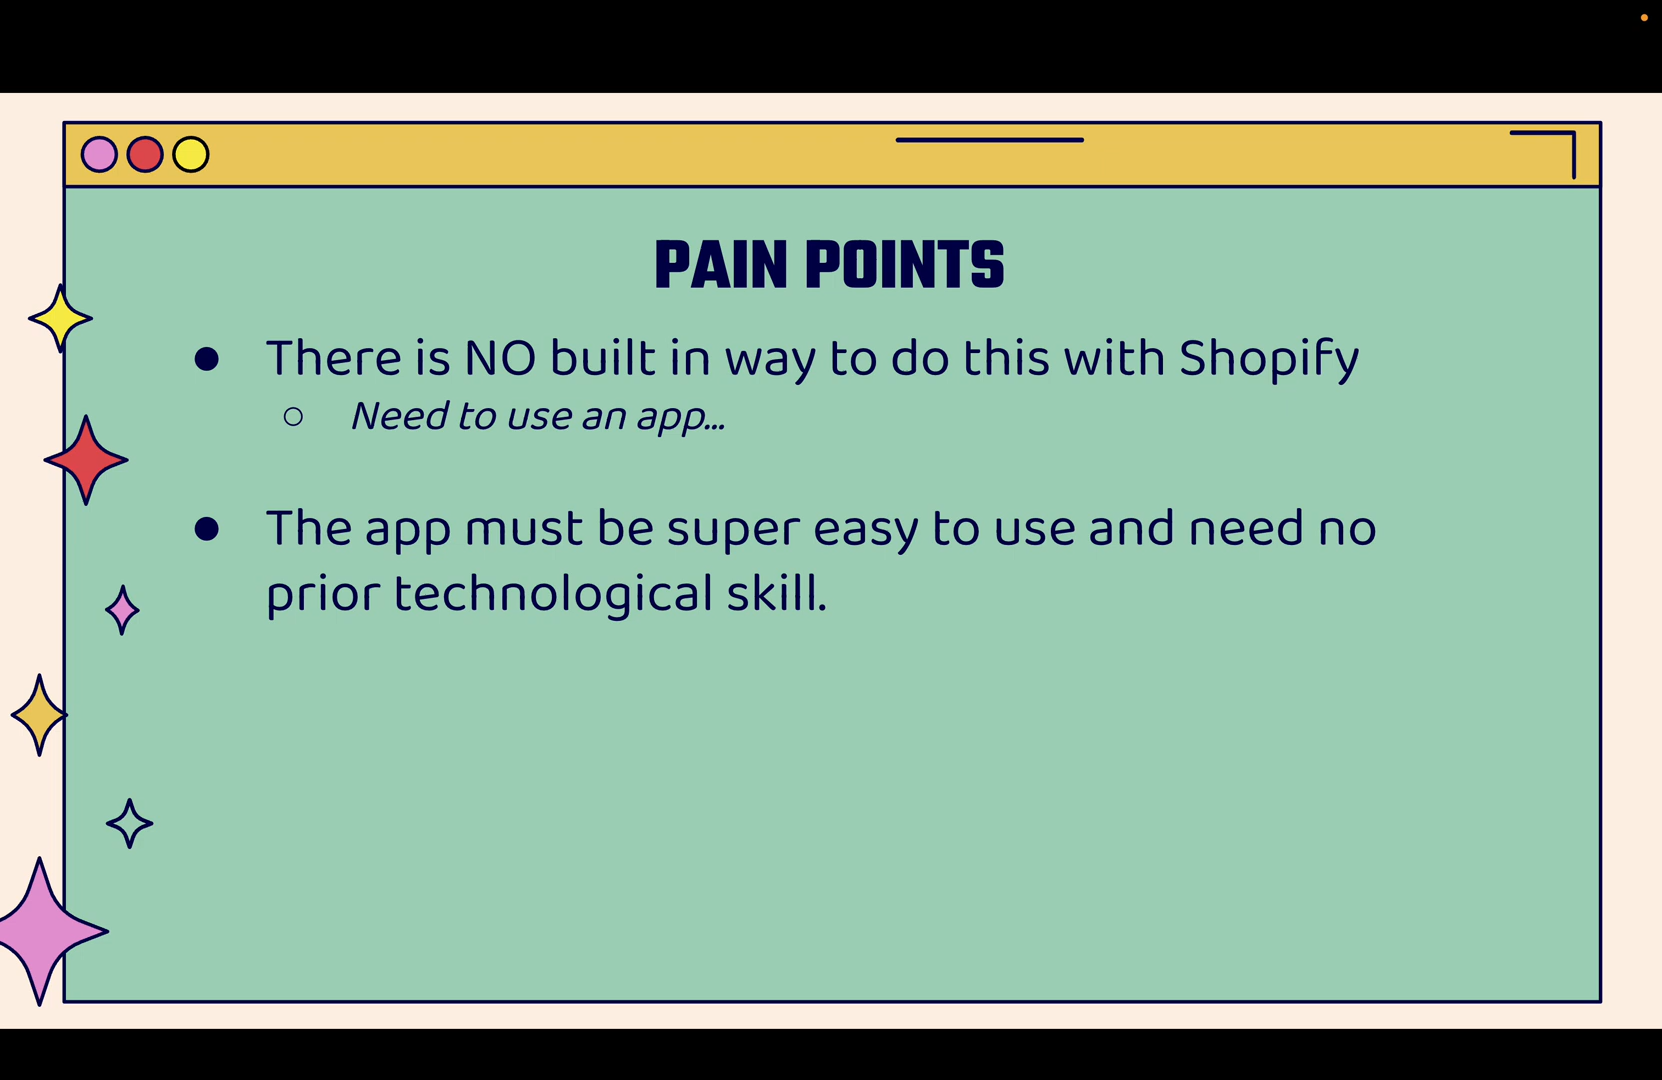 PAIN POINTS
● There is NO built in way to do this with Shopify
○ Need to use an app...
● The app must be super easy to use and need no
prior technological skill.